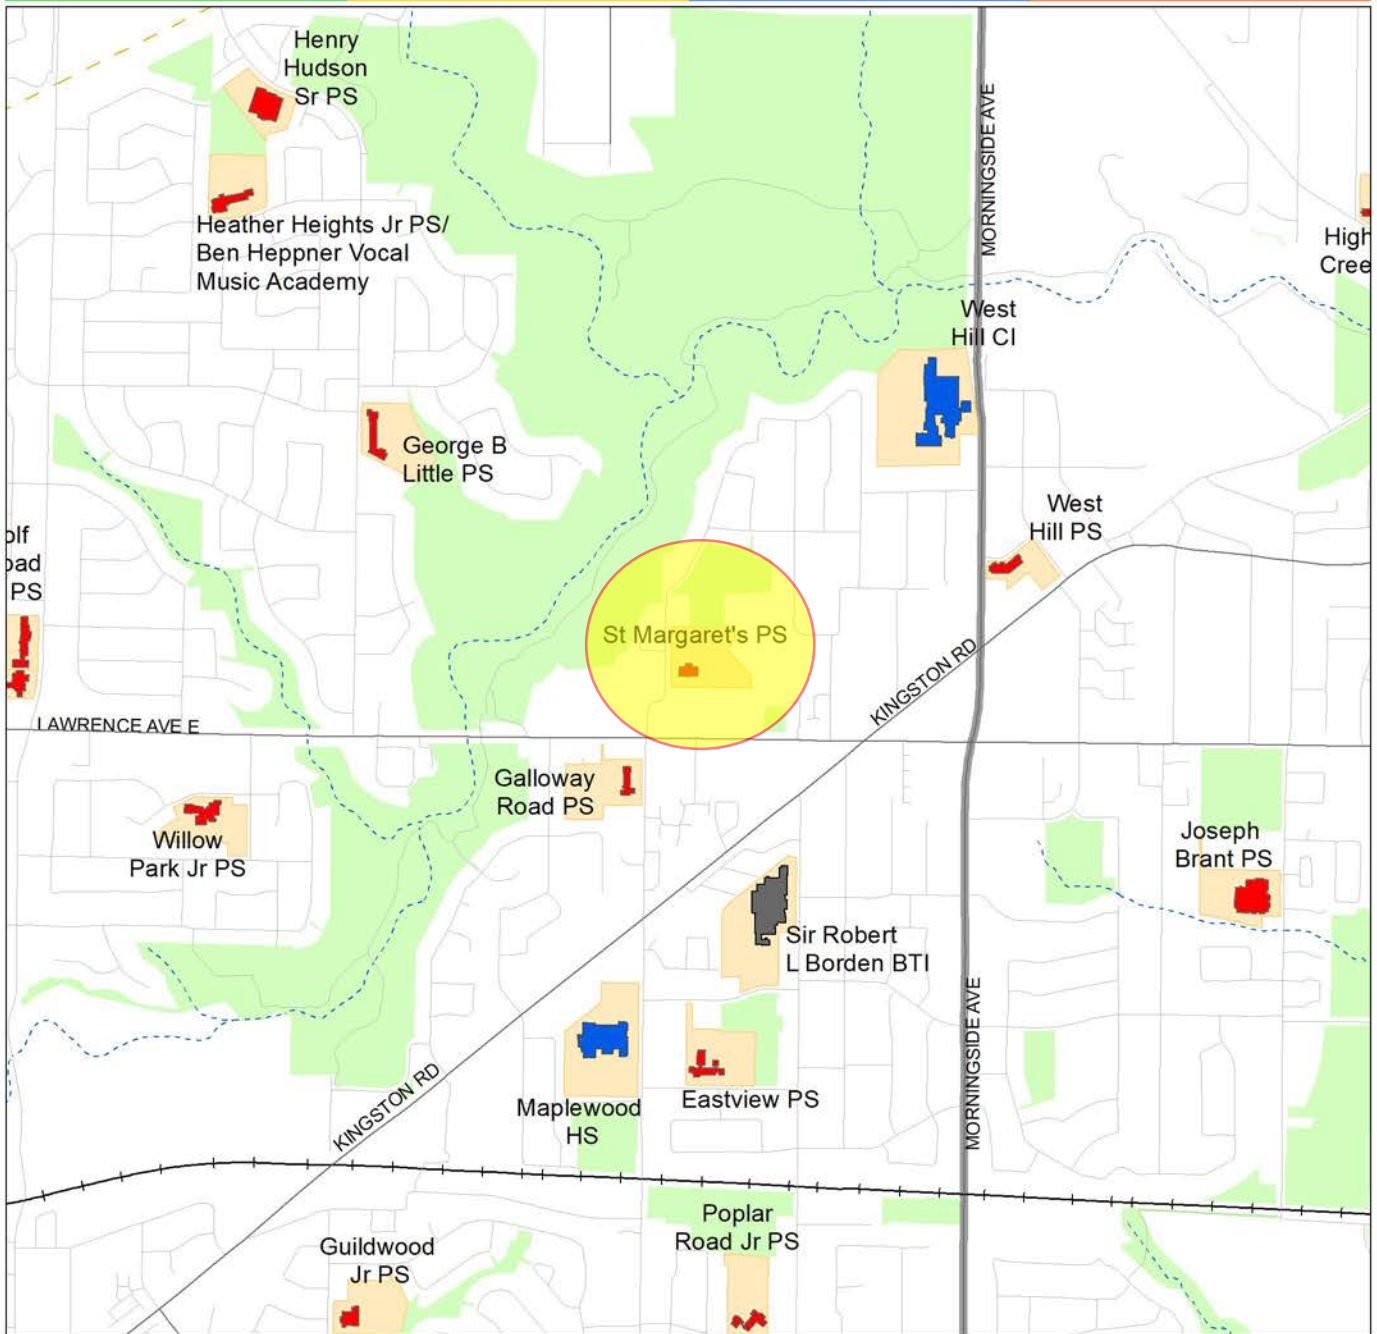 Henry
Hudson
Sr PS
MORNINGSIDE AVE
Heather Heights Jr PS/
Ben Heppner Vocal
Music Academy
High
Cree
West
Hill CI
George B
Little PS
West
Hill PS
olf
oad
PS
St Margaret's PS
KINGSTON RD
LAWRENCE AVE E
Galloway
Road PS
Willow
Park Jr PS
Joseph
Brant PS
Sir Robert
L Borden BTI
MORNINGSIDE AVE
KINGSTON RD
Maplewood
HS
Eastview PS
Poplar
Road Jr PS
Guildwood
Jr PS